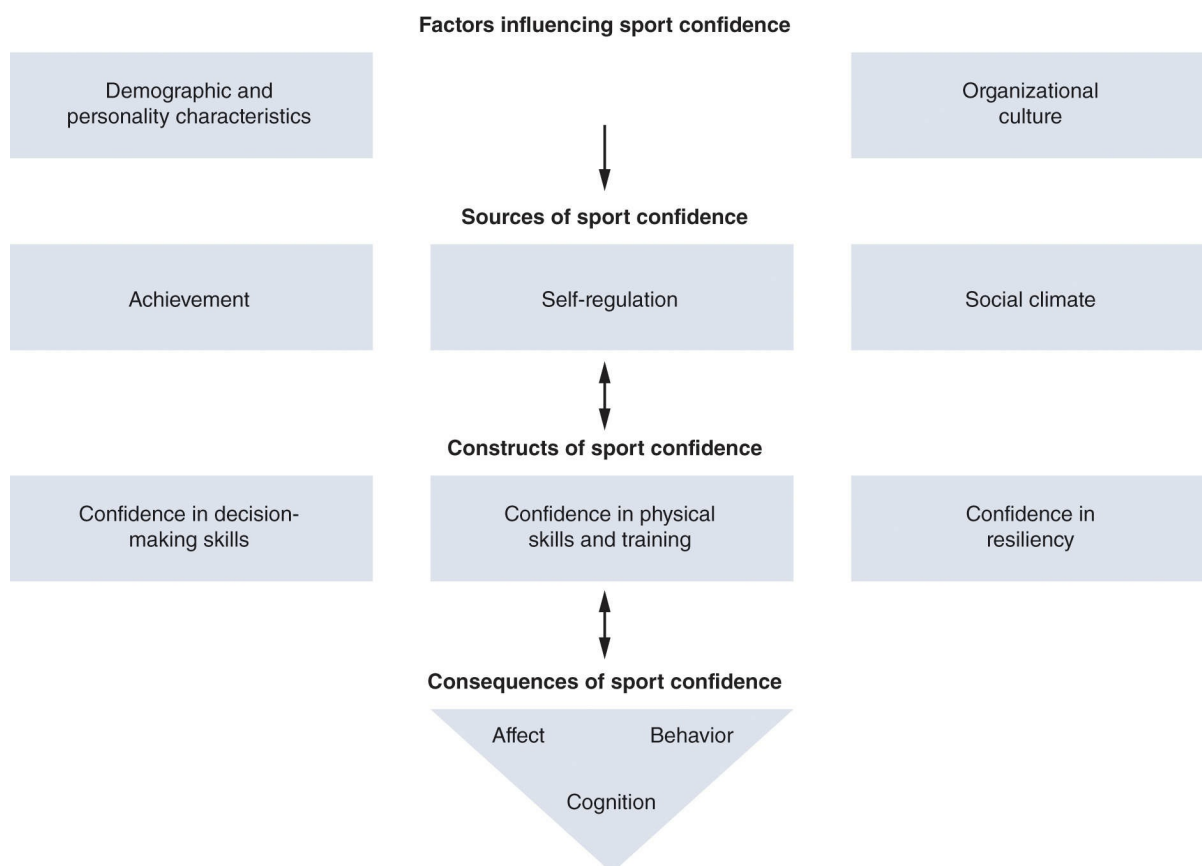 Factors influencing sport confidence
Demographic and
personality characteristics
Organizational
culture
Sources of sport confidence
Achievement
Self-regulation
Social climate
Constructs of sport confidence
Confidence in decision-
making skills
Confidence in physical
skills and training
Confidence in
resiliency
Consequences of sport confidence
Affect
Behavior
Cognition